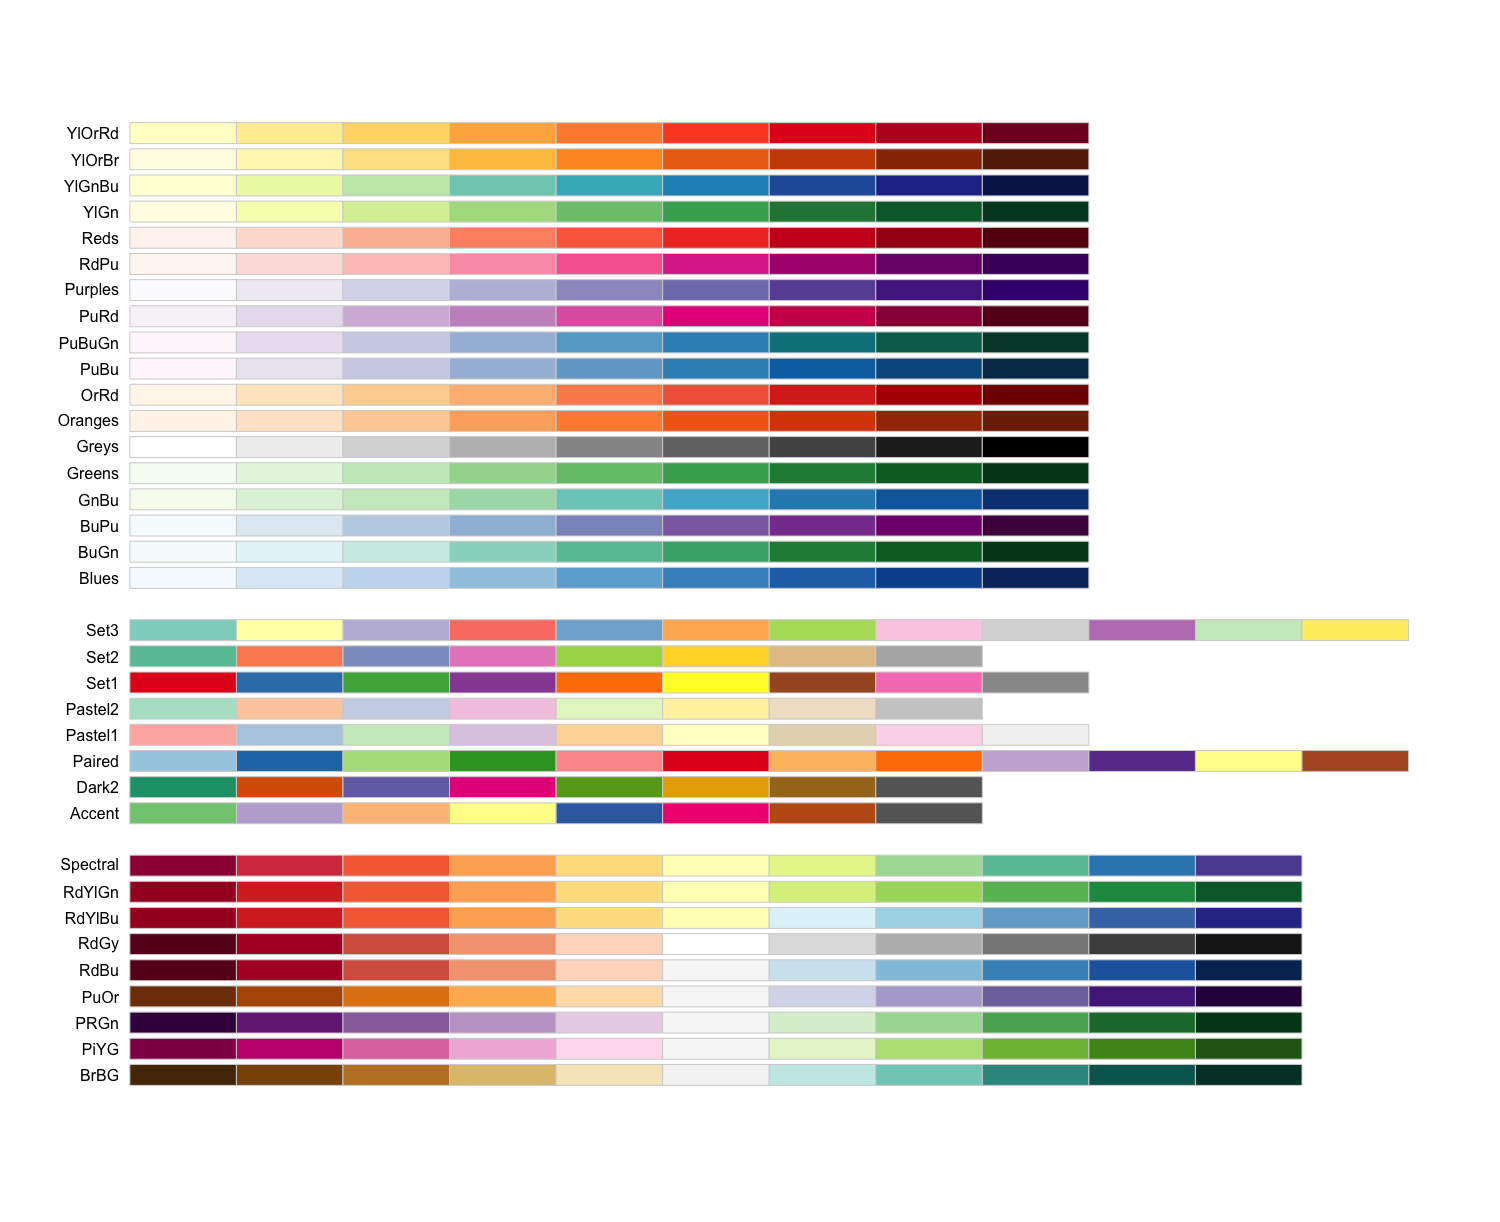 YlOrRd
YlOrBr
YlGnBu
YlGn
Reds
RdPu
Purples
PuRd
PuBuGn
PuBu
OrRd
Oranges
Greys
Greens
GnBu
BuPu
BuGn
Blues
Set3
Set2
Set1
Pastel2
Pastel1
Paired
Dark2
Accent
Spectral
RdYlGn
RdYlBu
RdGy
RdBu
PuOr
PRGn
PiYG
BrBG